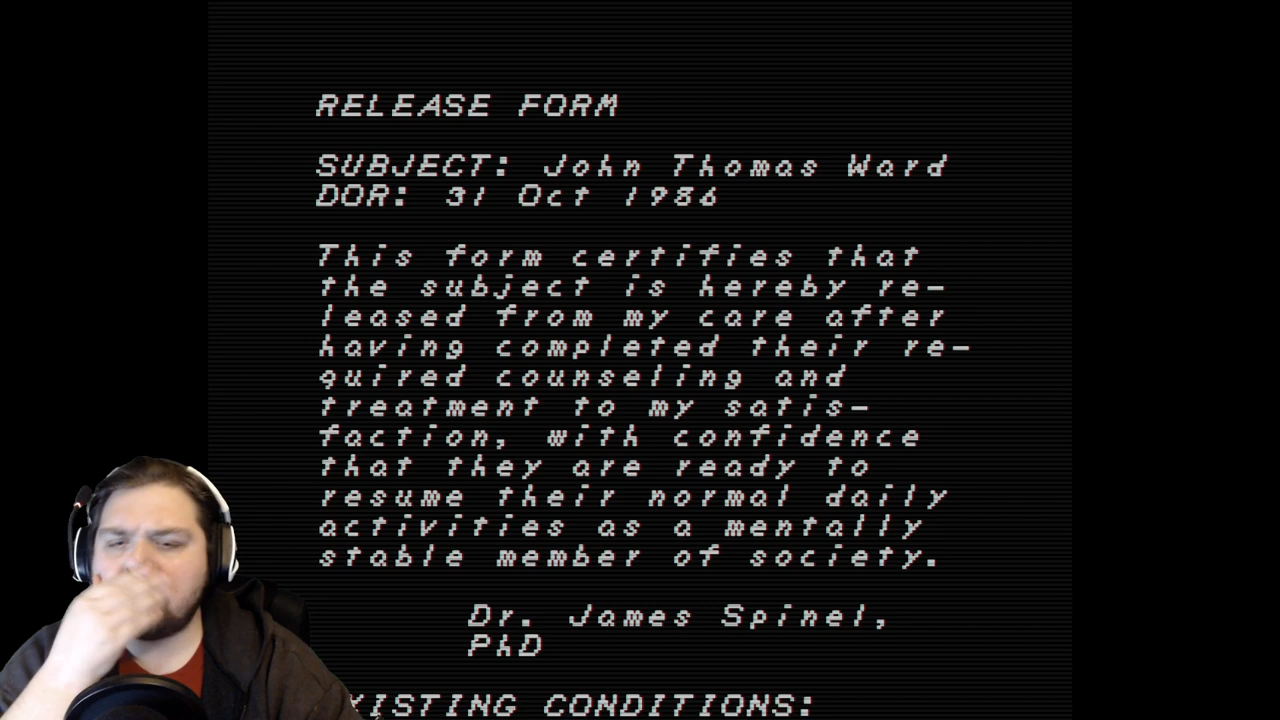 RELEASE FORM
SUBJECT: John Thomas Ward
DOR: 31 Oct 1986
This form certifies that
the subject is hereby re-
leased from my care after
having completed their re-
quired counseling and
treatment to my satis-
faction, with confidence
that they are ready to
resume their normal daily
activities as a mentally
stable member of society.
Dr. James Spinel,
PhD
XISTING CONDITIONS: